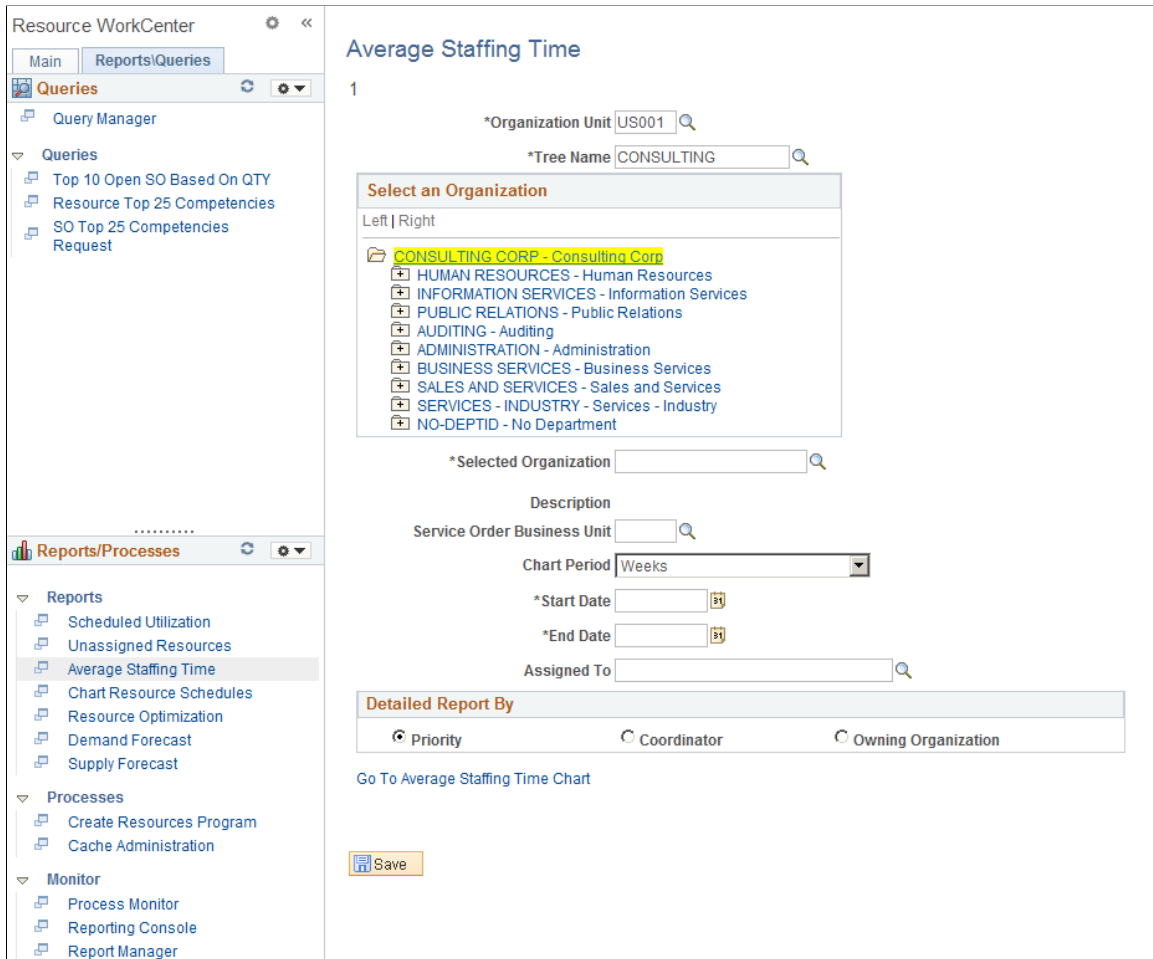 Resource WorkCenter
Main
Reports\Queries
Queries
Query Manager
Queries
Top 10 Open SO Based On QTY
Resource Top 25 Competencies
SO Top 25 Competencies
Request
Reports/Processes
Reports
Scheduled Utilization
Unassigned Resources
Average Staffing Time
Chart Resource Schedules
Resource Optimization
Demand Forecast
Supply Forecast
Processes
Create Resources Program
Cache Administration
Monitor
Process Monitor
Reporting Console
Report Manager
Average Staffing Time
1
*Organization Unit US001
*Tree Name CONSULTING
Select an Organization
Left | Right
CONSULTING CORP - Consulting Corp
HUMAN RESOURCES - Human Resources
INFORMATION SERVICES - Information Services
PUBLIC RELATIONS - Public Relations
AUDITING - Auditing
ADMINISTRATION - Administration
BUSINESS SERVICES - Business Services
SALES AND SERVICES - Sales and Services
SERVICES - INDUSTRY - Services - Industry
NO-DEPTID - No Department
*Selected Organization
Description
Service Order Business Unit
Chart Period Weeks
*Start Date
*End Date
Assigned To
Detailed Report By
Priority Coordinator Owning Organization
Go To Average Staffing Time Chart
Save